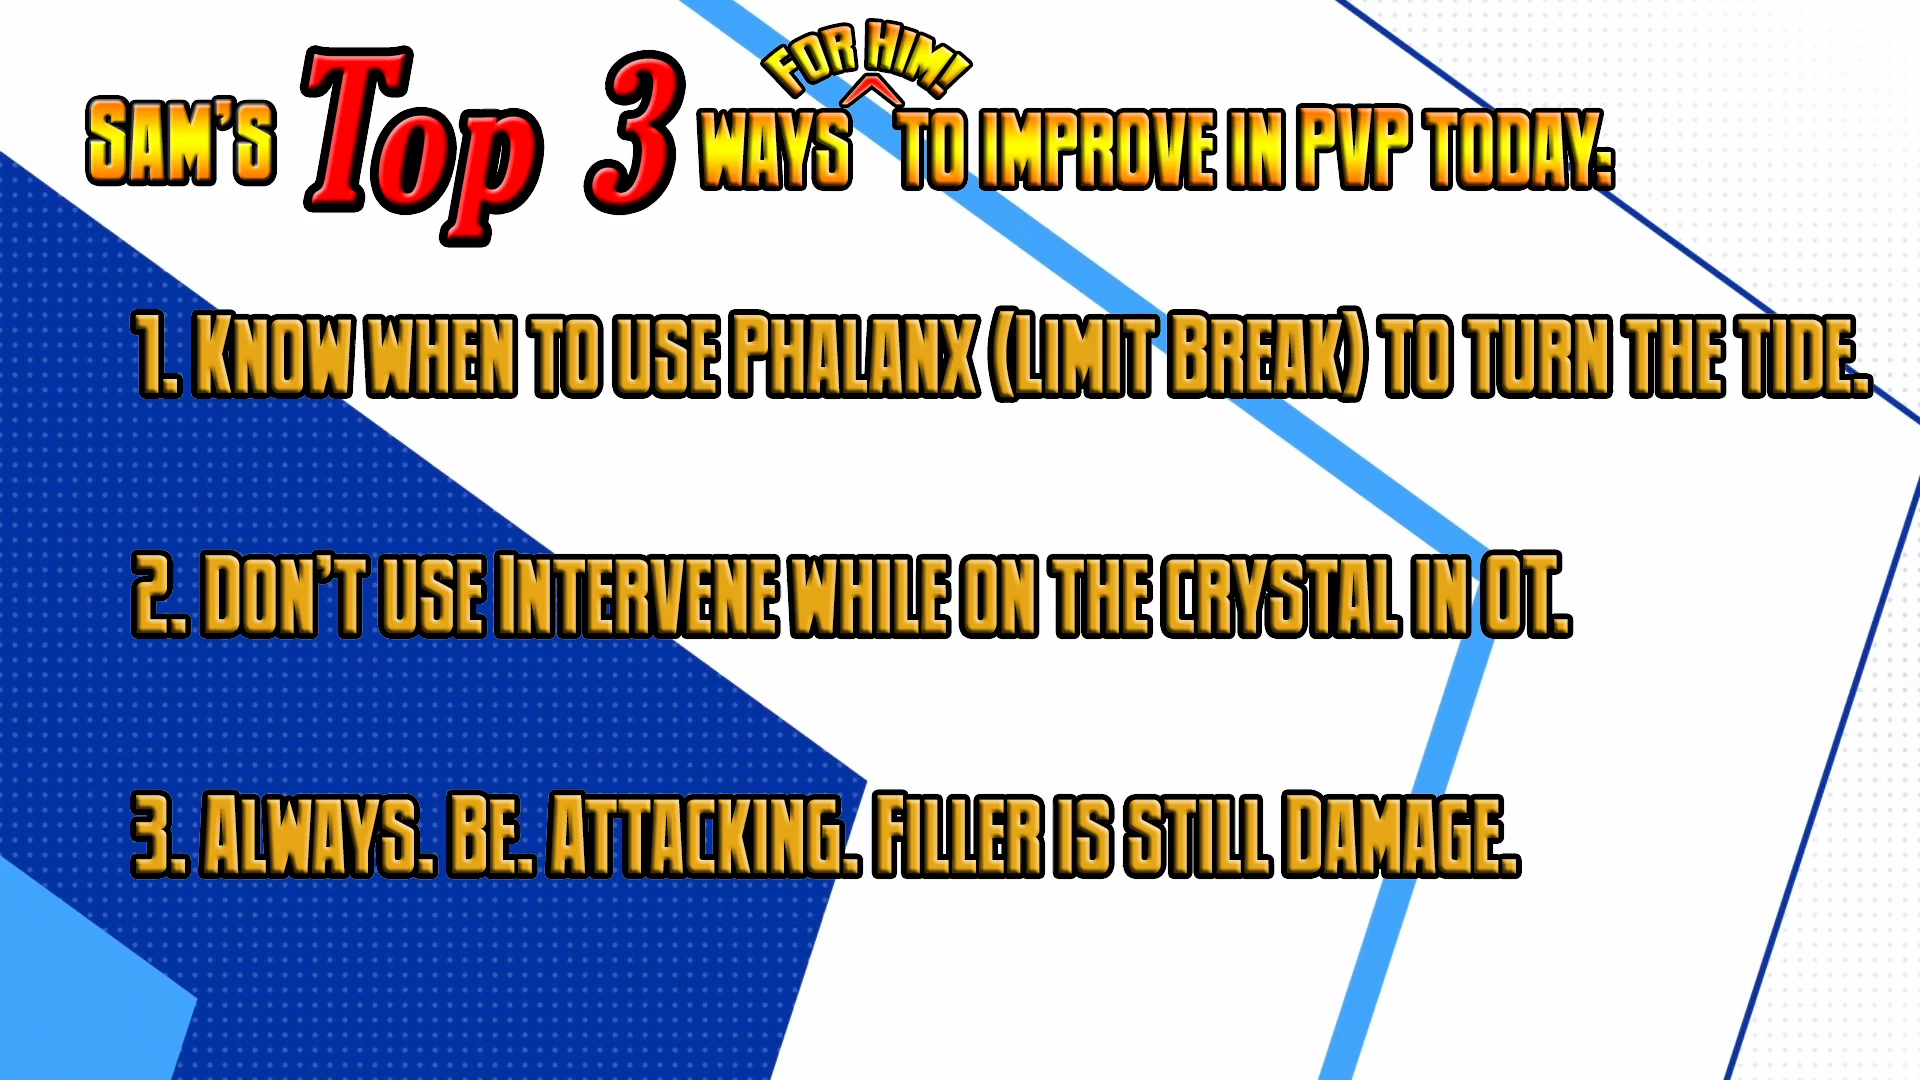 Sam's Top 3 ways for him! to improve in PVP today:
1. Know when to use Phalanx (Limit Break) to turn the tide.
2. Don't use Intervene while on the crystal in OT.
3. Always. Be. Attacking. Filler is still Damage.